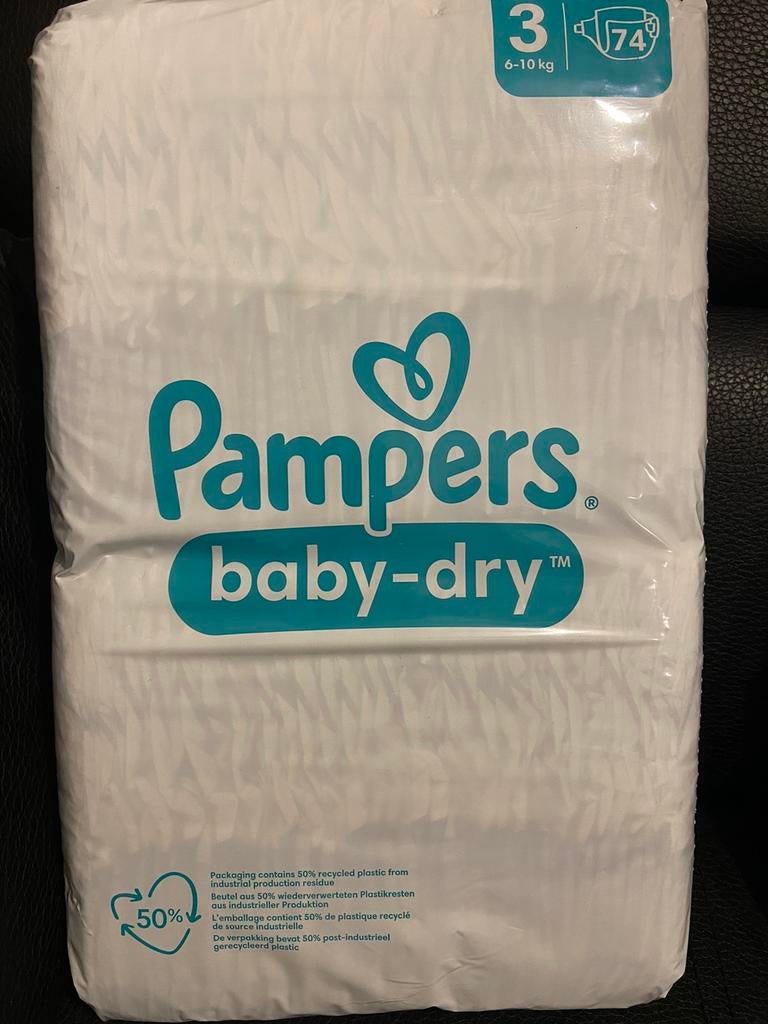 3
74
6-10 kg
Pampers®
baby-dry™
Packaging contains 50% recycled plastic from
industrial production residue
Beutel aus 50% wiederverwerteten Plastikresten
aus industrieller Produktion
L'emballage contient 50% de plastique recyclé
de source industrielle
De verpakking bevat 50% post-industrieel
gerecycleerd plastic
50%